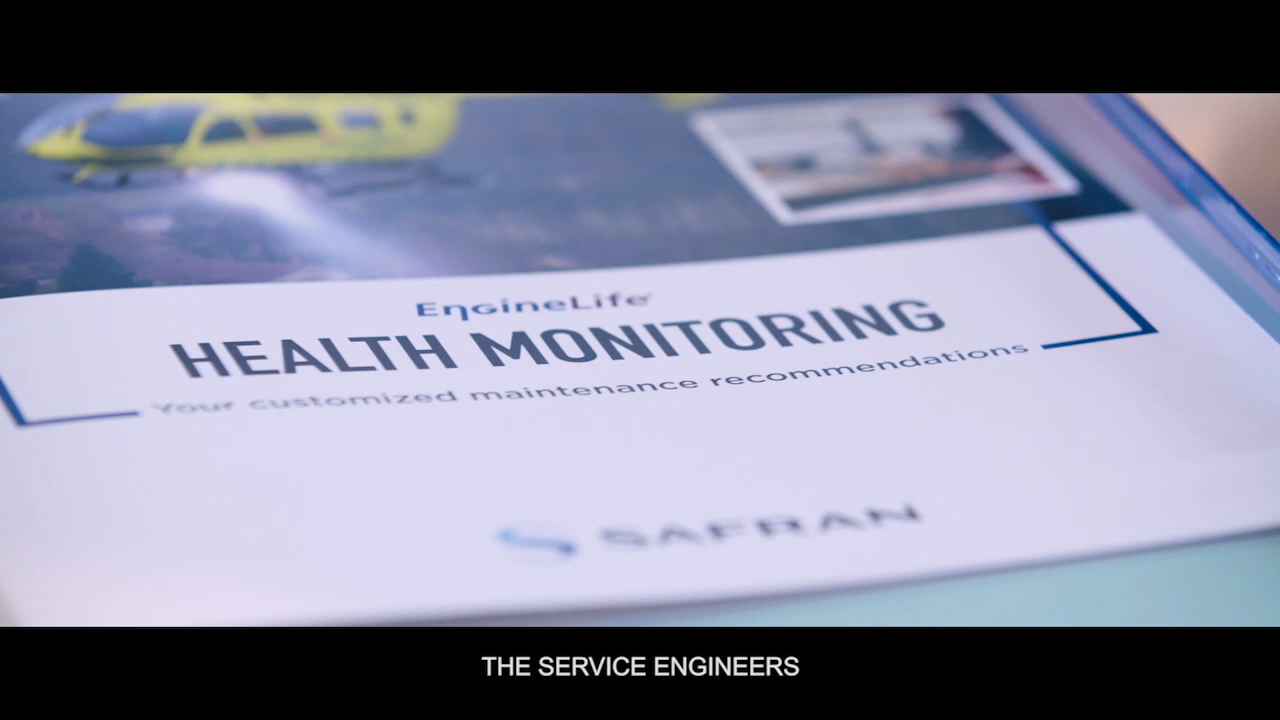 EngineLife
HEALTH MONITORING
Your customized maintenance recommendations
SAFRAN
THE SERVICE ENGINEERS